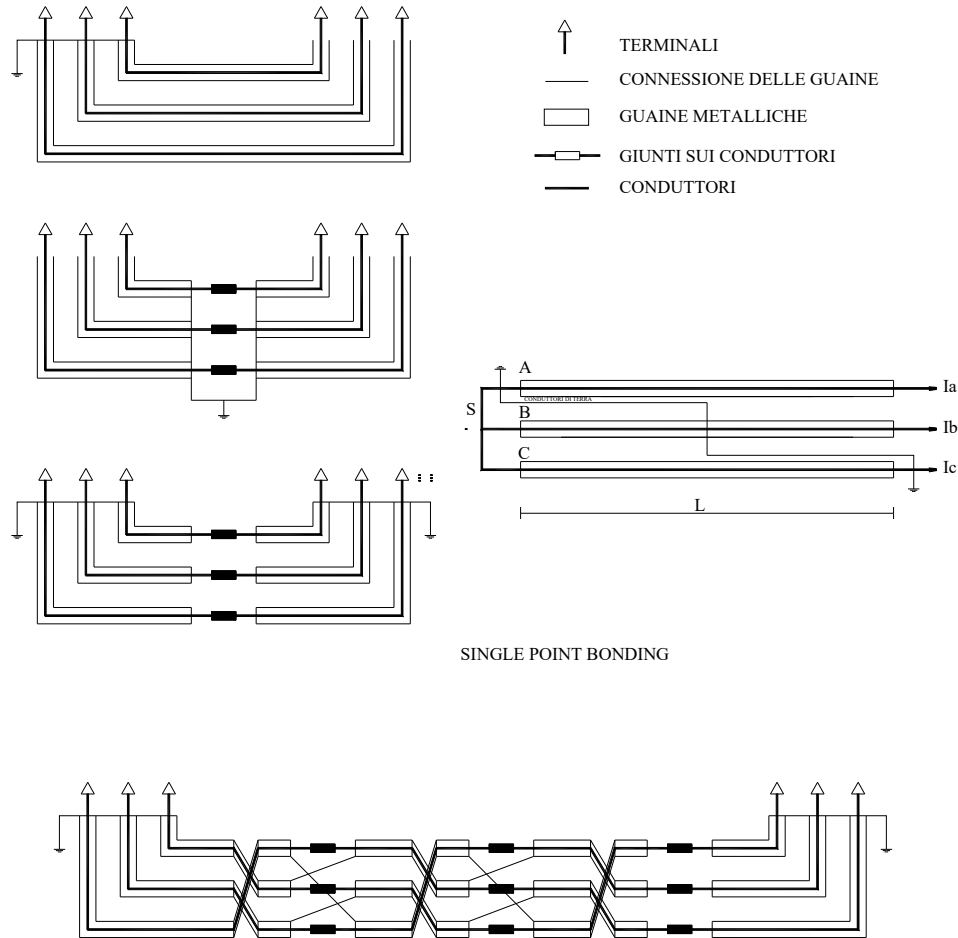 TERMINALI
CONNESSIONE DELLE GUAINE
GUAINE METALLICHE
GIUNTI SUI CONDUTTORI
CONDUTTORI
A
Ia
CONDUTTORI DI TERRA
S
B
Ib
C
Ic
L
SINGLE POINT BONDING